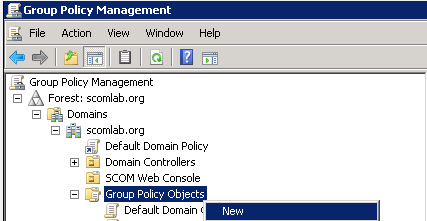 Group Policy Management
File Action View Window Help
Group Policy Management
Forest: scomlab.org
Domains
scomlab.org
Default Domain Policy
Domain Controllers
SCOM Web Console
Group Policy Objects
Default Domain
New